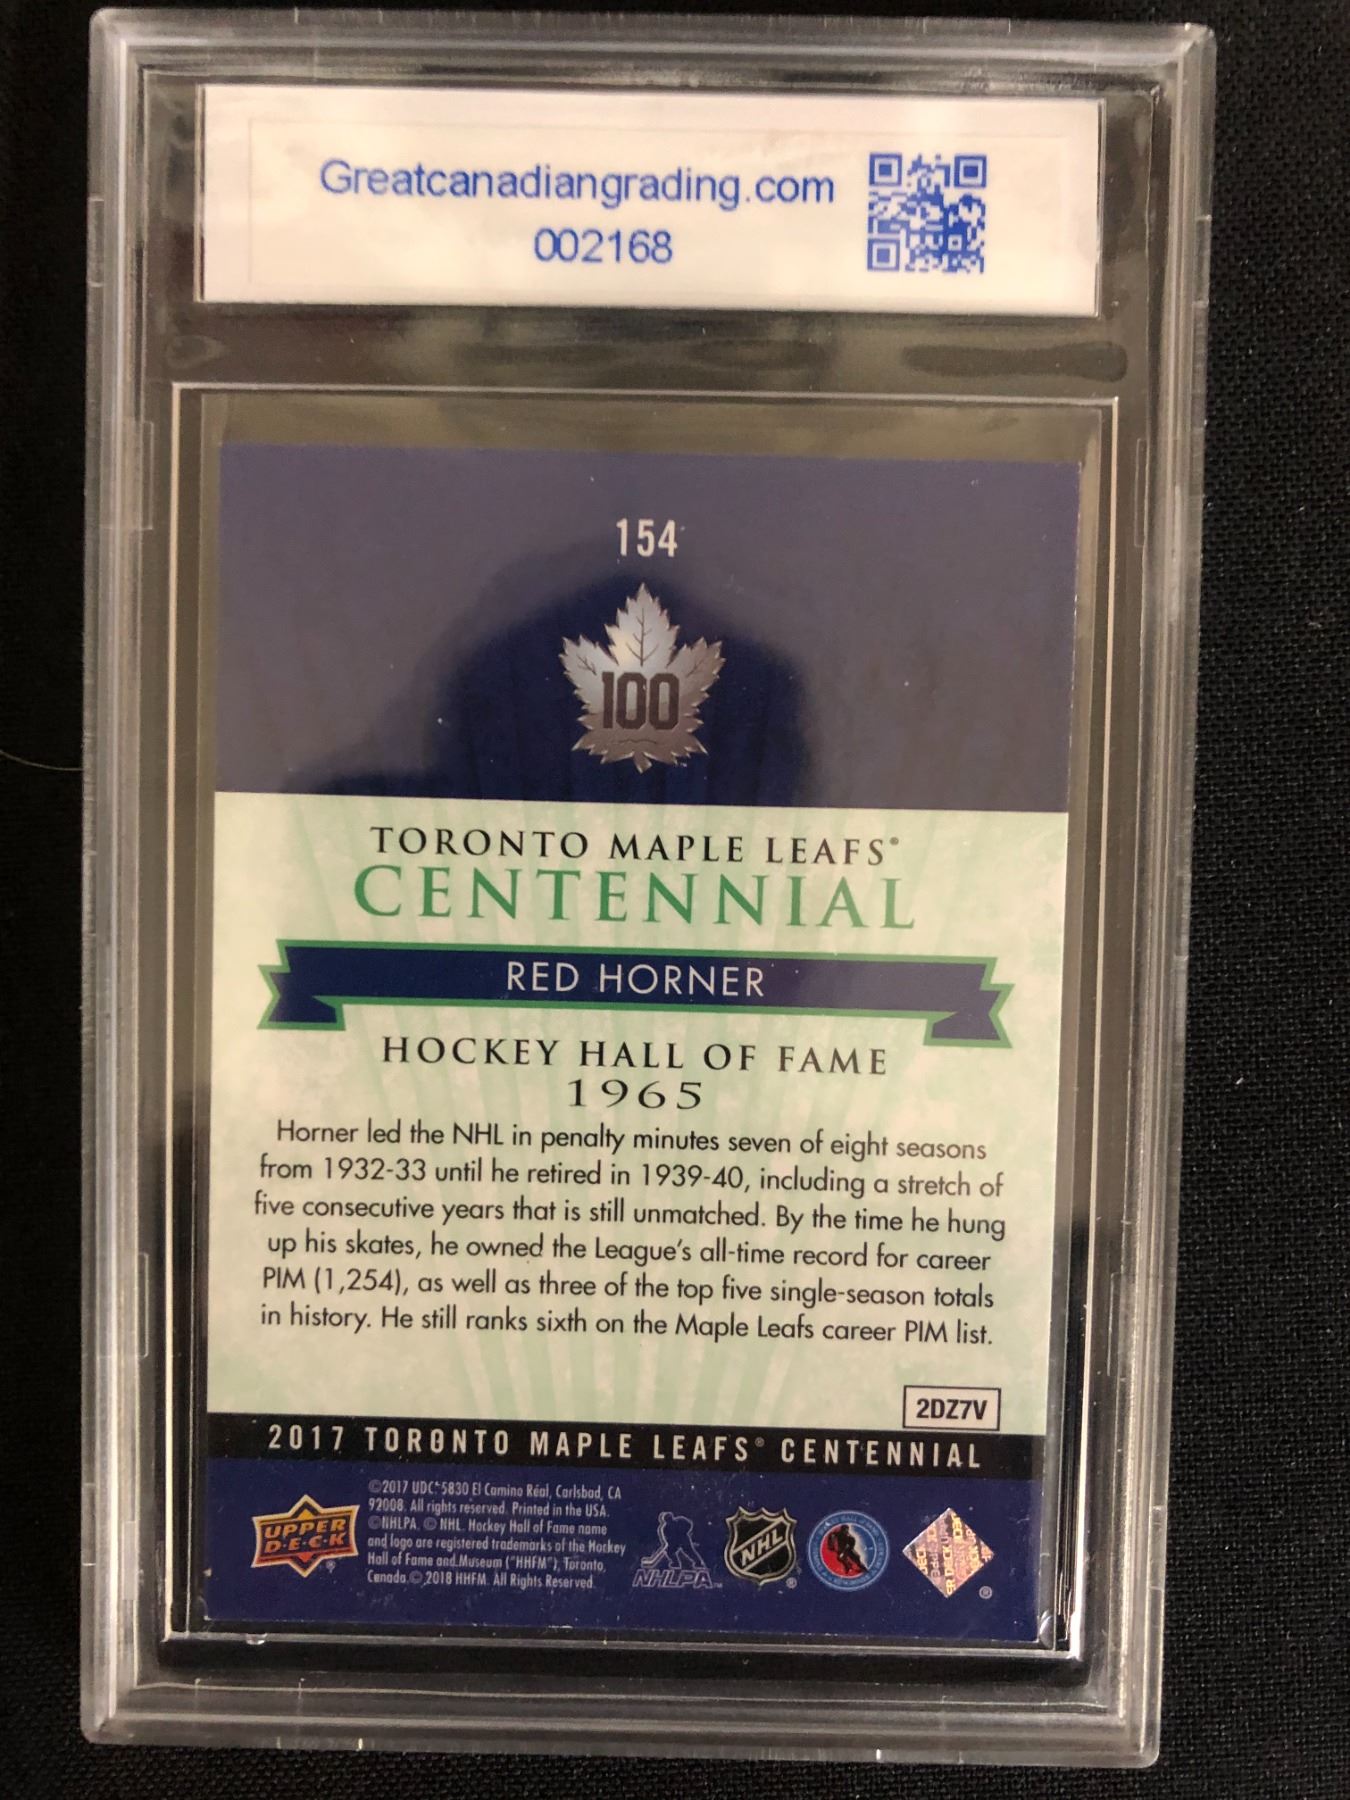 Greatcanadiangrading.com
002168
154
100
TORONTO MAPLE LEAFS®
CENTENNIAL
RED HORNER
HOCKEY HALL OF FAME
1965
Horner led the NHL in penalty minutes seven of eight seasons
from 1932-33 until he retired in 1939-40, including a stretch of
five consecutive years that is still unmatched. By the time he hung
up his skates, he owned the League's all-time record for career
PIM (1,254), as well as three of the top five single-season totals
in history. He still ranks sixth on the Maple Leafs career PIM list.
2DZ7V
2017 TORONTO MAPLE LEAFS® CENTENNIAL
©2017 UDC 5830 El Camino Real, Carlsbad, CA
92008. All rights reserved. Printed in the USA.
©NHLPA. © NHL. Hockey Hall of Fame name
and logo are registered trademarks of the Hockey
Hall of Fame and Museum ("HHFM"), Toronto,
Canada.© 2018 HHFM. All Rights Reserved.
UPPER
D·E·C·K
®
NHLPA
NHL
®
®